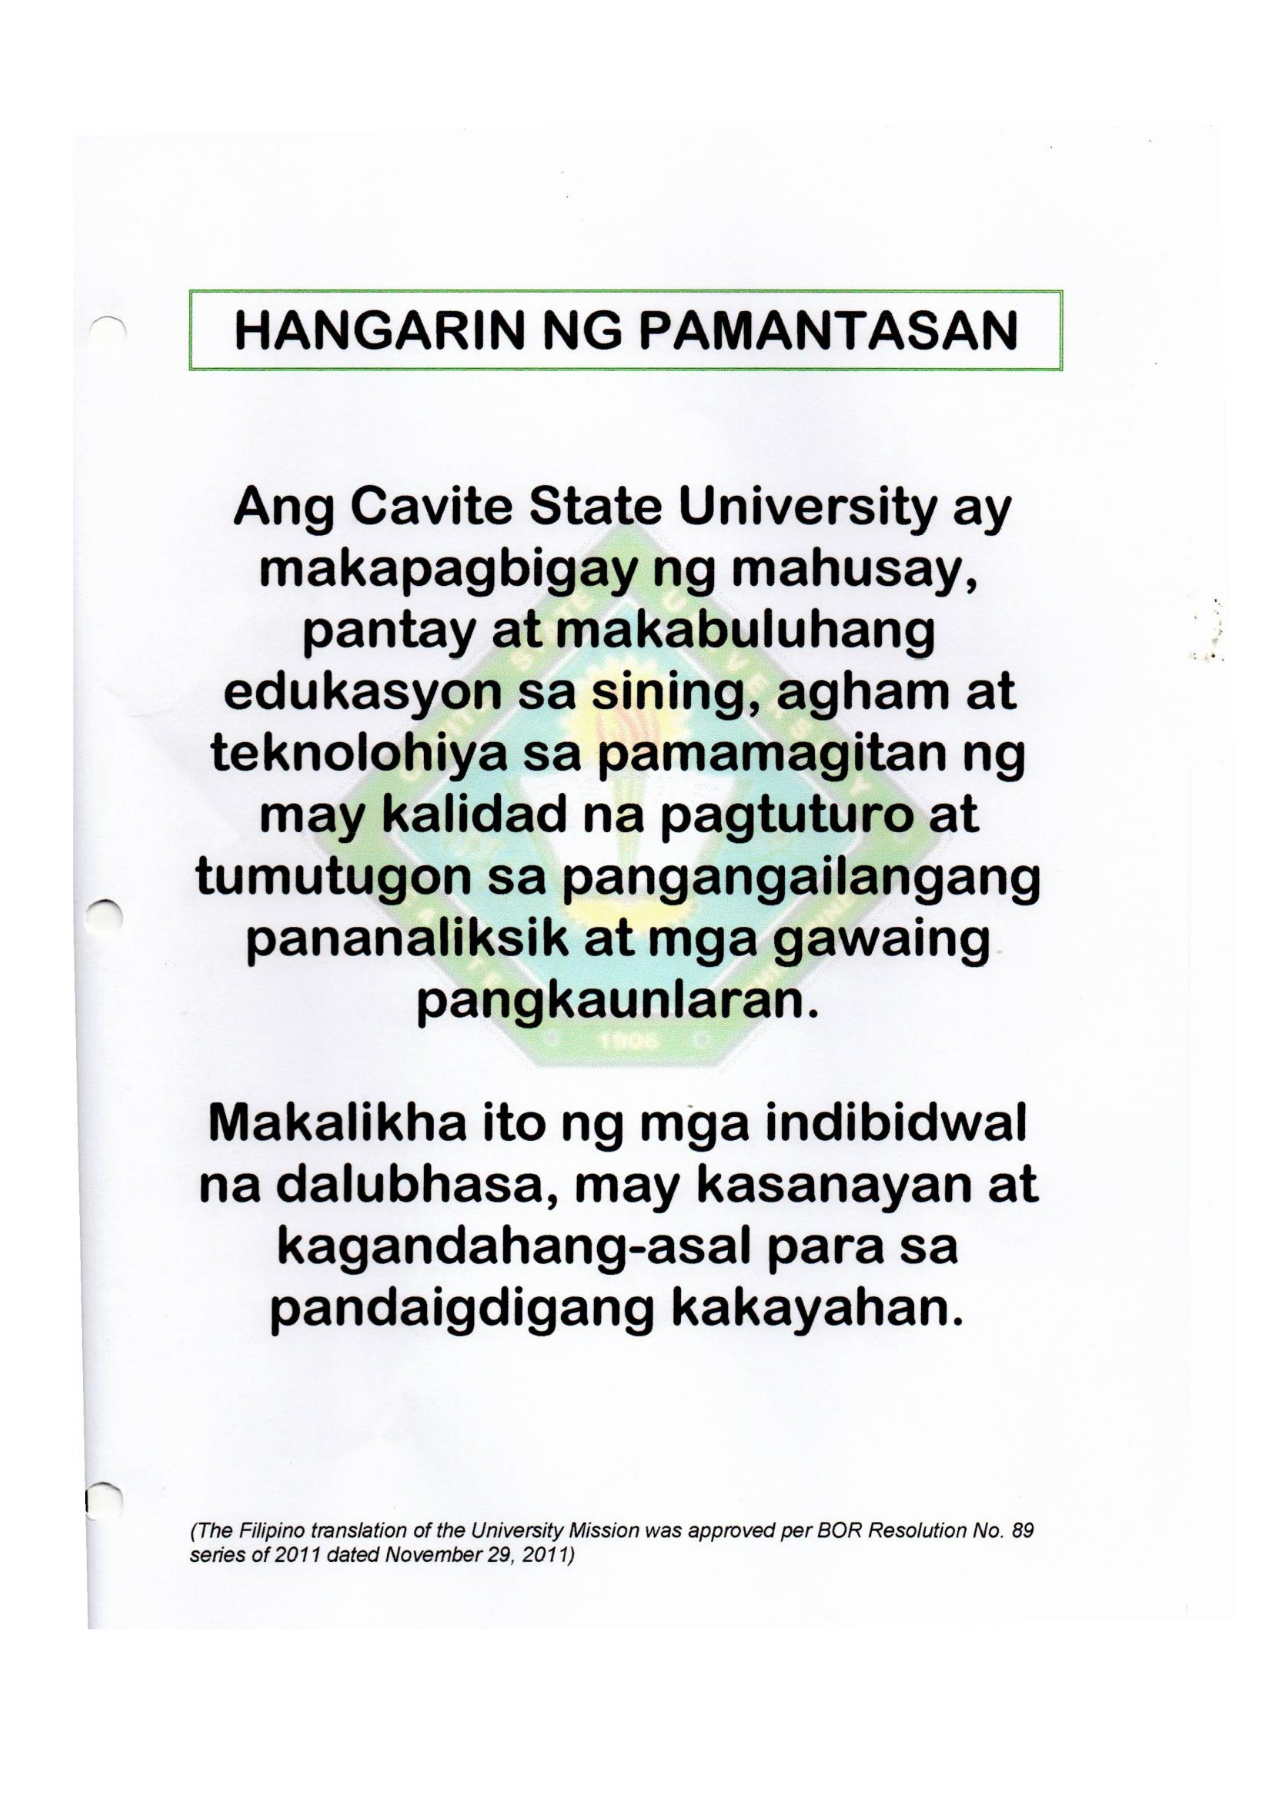 HANGARIN NG PAMANTASAN
Ang Cavite State University ay
makapagbigay ng mahusay,
pantay at makabuluhang
edukasyon sa sining, agham at
teknolohiya sa pamamagitan ng
may kalidad na pagtuturo at
tumutugon sa pangangailangang
pananaliksik at mga gawaing
pangkaunlaran.
1906
Makalikha ito ng mga indibidwal
na dalubhasa, may kasanayan at
kagandahang-asal para sa
pandaigdigang kakayahan.
(The Filipino translation of the University Mission was approved per BOR Resolution No. 89
series of 2011 dated November 29, 2011)